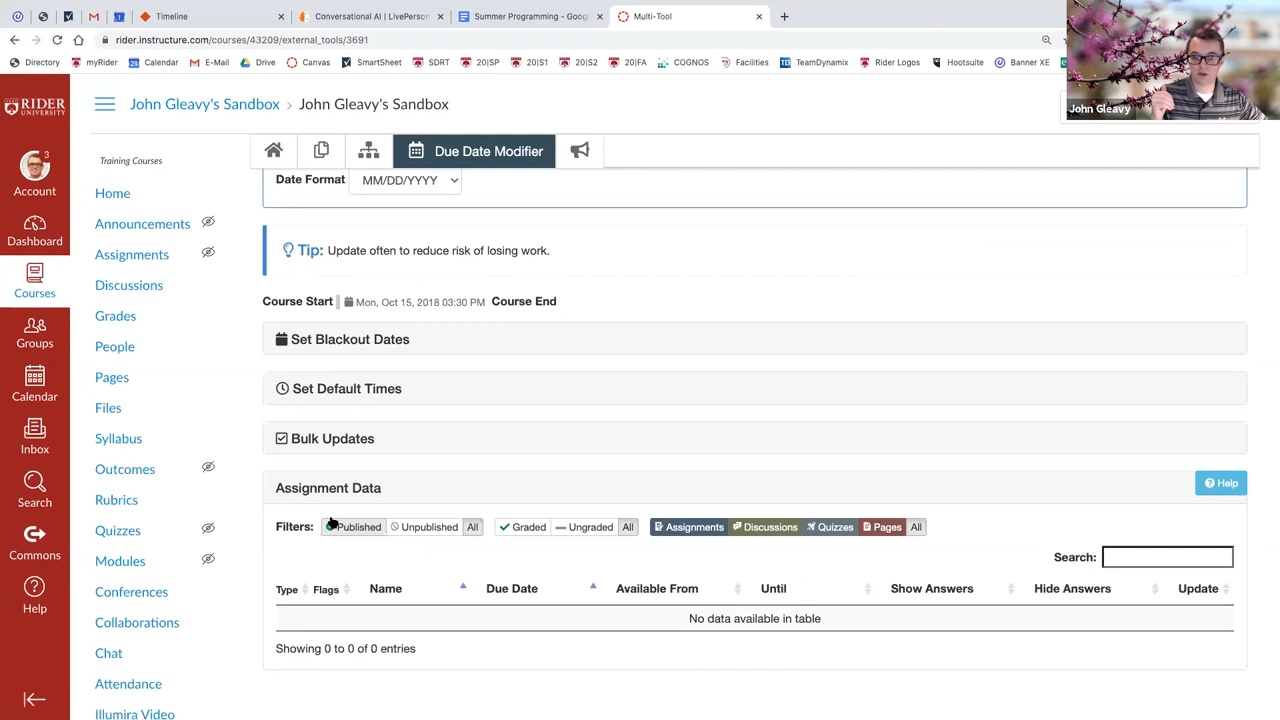 Timeline
Conversational AI | LivePerson
Summer Programming - Goog
Multi-Tool
rider.instructure.com/courses/43209/external_tools/3691
Directory myRider Calendar E-Mail Drive Canvas SmartSheet SDRT 20|SP 20|S1 20|S2 20|FA COGNOS Facilities TeamDynamix Rider Logos Hootsuite Banner XE
John Gleavy
RIDER
UNIVERSITY
3
Account
Dashboard
Courses
Groups
Calendar
Inbox
Search
Commons
Help
John Gleavy's Sandbox › John Gleavy's Sandbox
Training Courses
Home
Announcements
Assignments
Discussions
Grades
People
Pages
Files
Syllabus
Outcomes
Rubrics
Quizzes
Modules
Conferences
Collaborations
Chat
Attendance
Illumira Video
Due Date Modifier
Date Format MM/DD/YYYY
Tip: Update often to reduce risk of losing work.
Course Start Mon, Oct 15, 2018 03:30 PM Course End
Set Blackout Dates
Set Default Times
Bulk Updates
Assignment Data
Help
Filters: Published Unpublished All Graded Ungraded All Assignments Discussions Quizzes Pages All
Search:
Type Flags Name Due Date Available From Until Show Answers Hide Answers Update
No data available in table
Showing 0 to 0 of 0 entries